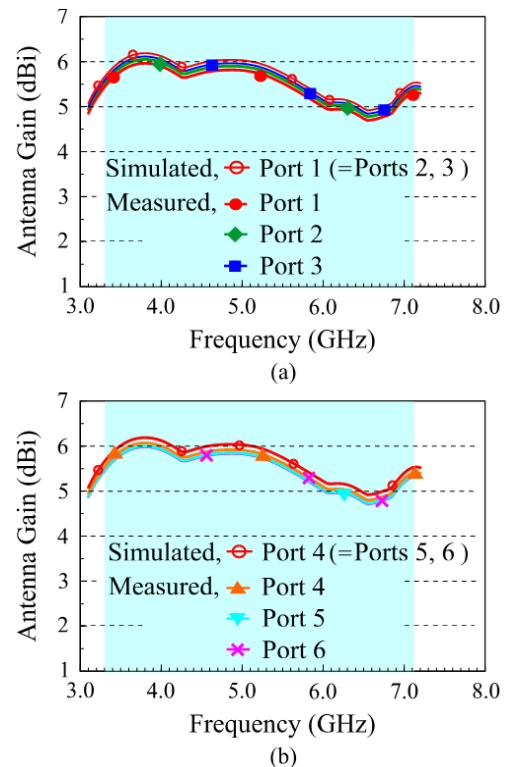 7
6
5
4
3
2
1
Antenna Gain (dBi)
Simulated, Port 1 (=Ports 2, 3 )
Measured, Port 1
Port 2
Port 3
3.0 4.0 5.0 6.0 7.0 8.0
Frequency (GHz)
(a)
7
6
5
4
3
2
1
Antenna Gain (dBi)
Simulated, Port 4 (=Ports 5, 6 )
Measured, Port 4
Port 5
Port 6
3.0 4.0 5.0 6.0 7.0 8.0
Frequency (GHz)
(b)